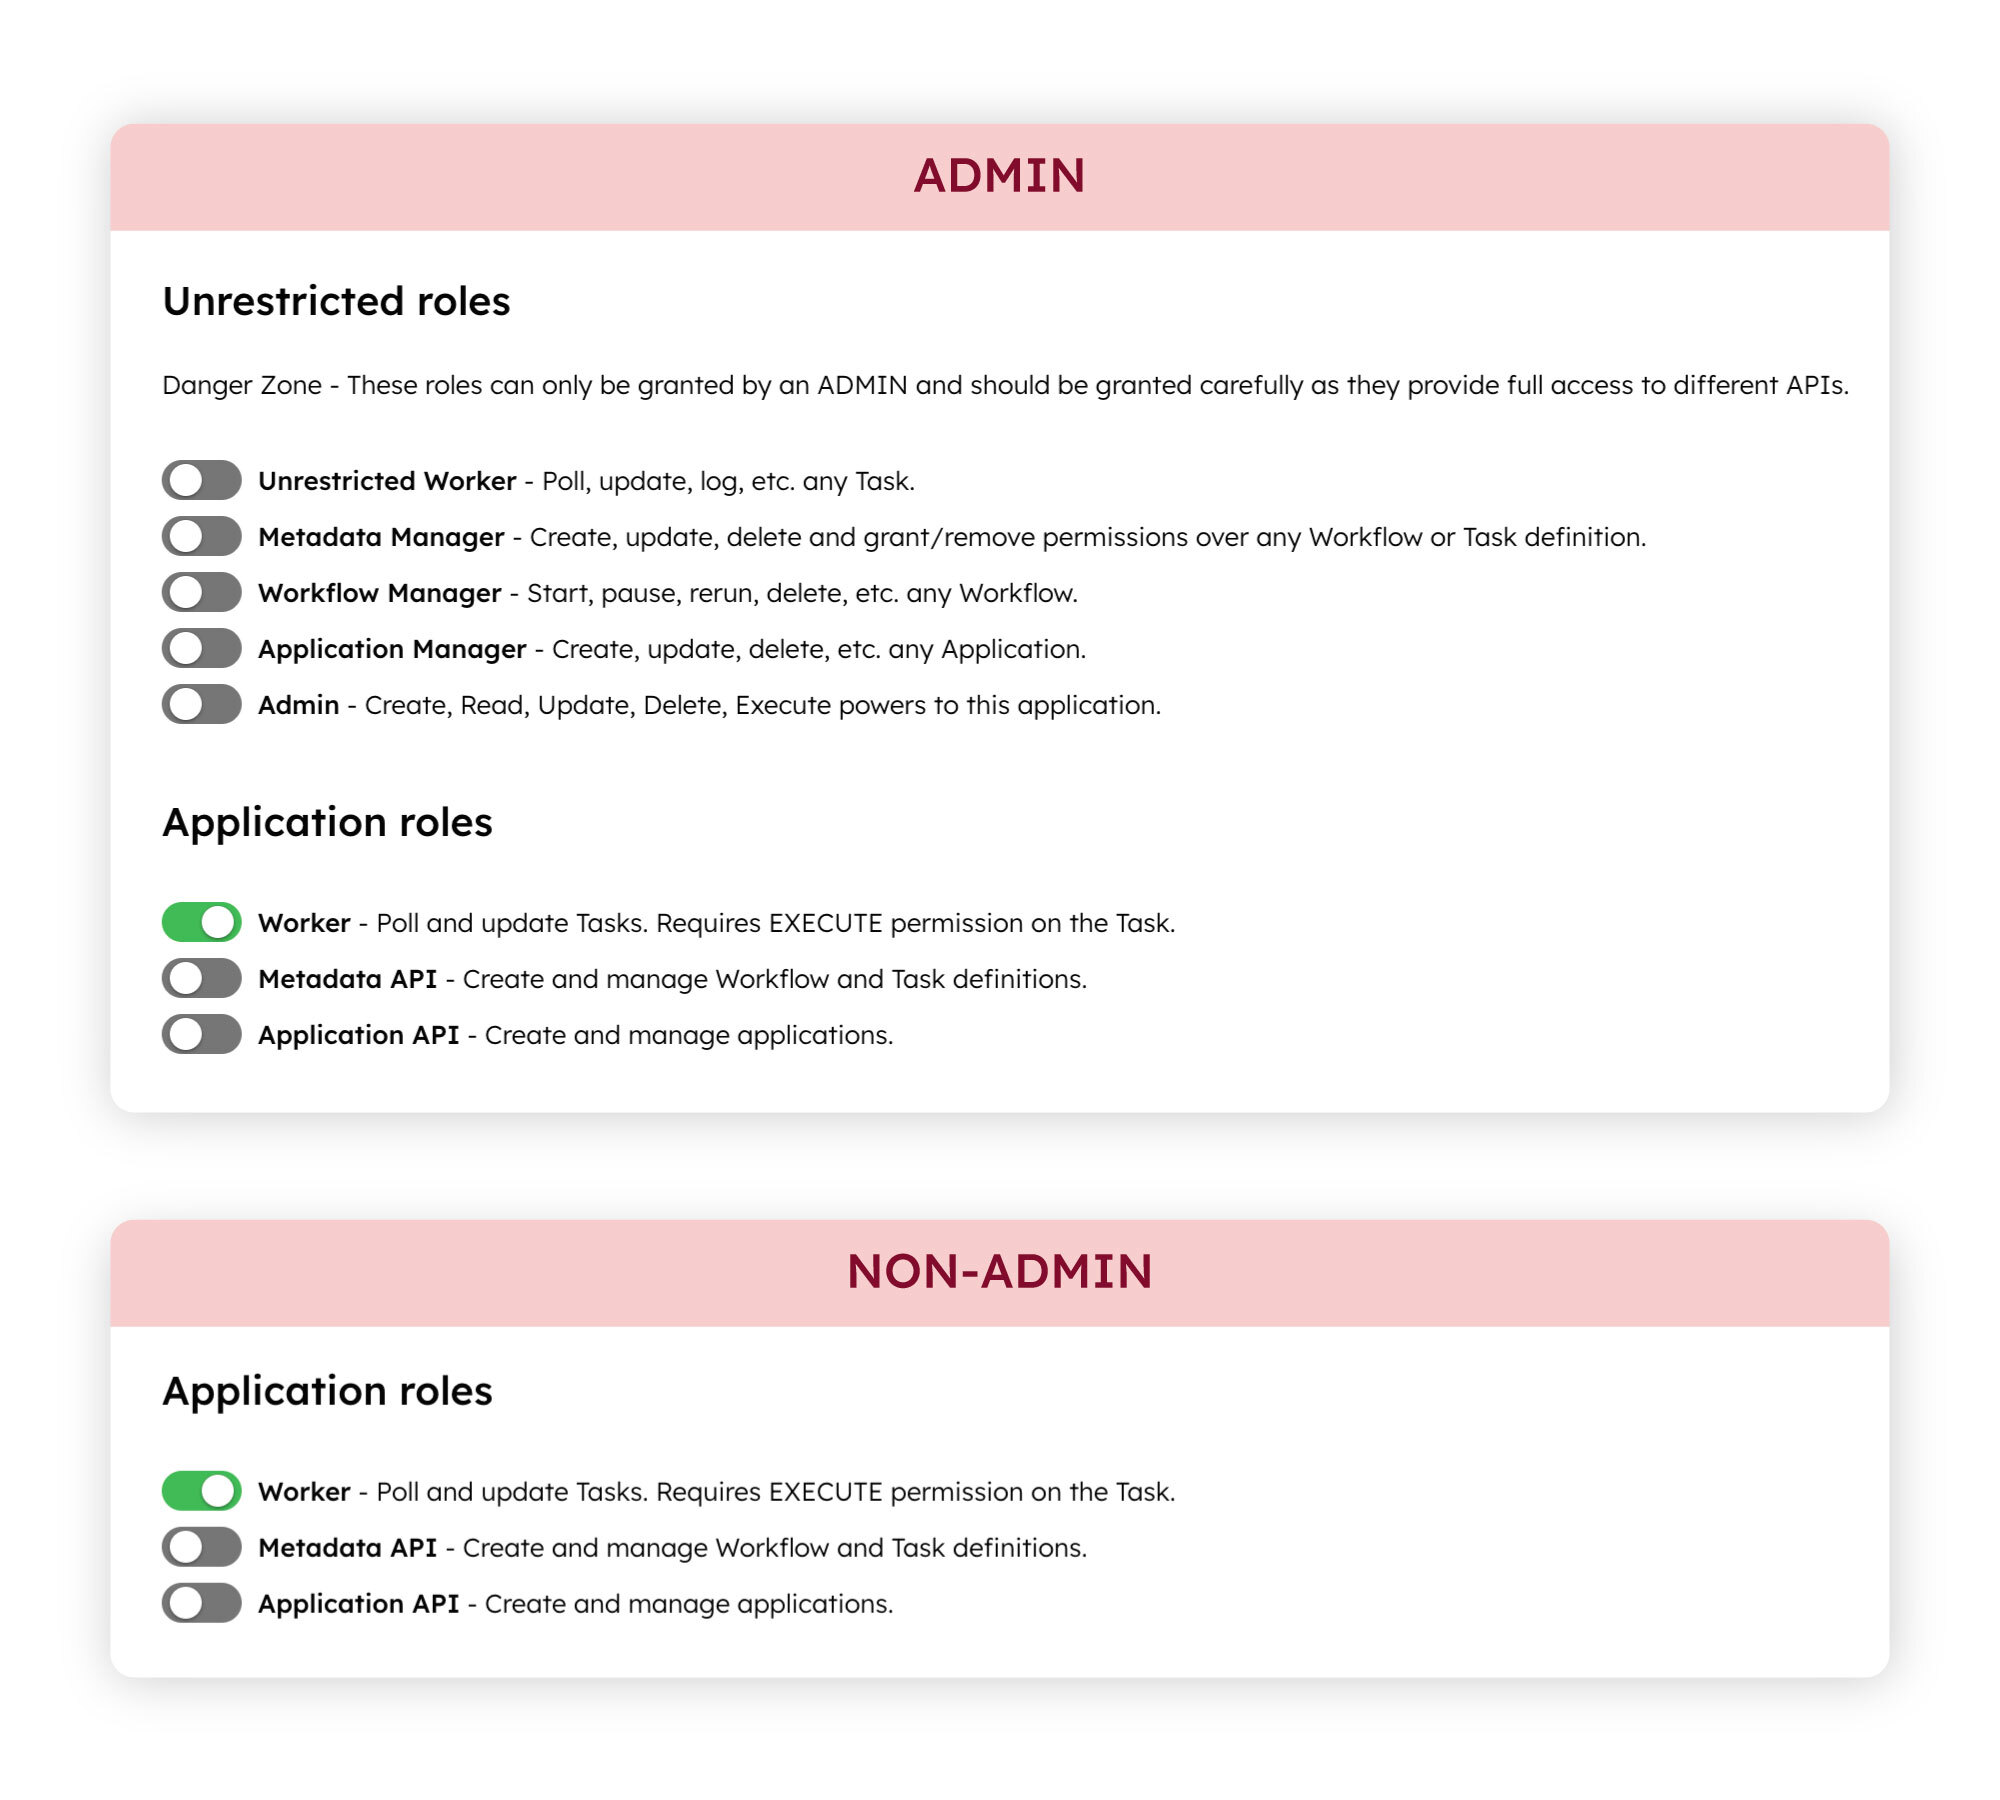 ADMIN
Unrestricted roles
Danger Zone - These roles can only be granted by an ADMIN and should be granted carefully as they provide full access to different APIs.
Unrestricted Worker - Poll, update, log, etc. any Task.
Metadata Manager - Create, update, delete and grant/remove permissions over any Workflow or Task definition.
Workflow Manager - Start, pause, rerun, delete, etc. any Workflow.
Application Manager - Create, update, delete, etc. any Application.
Admin - Create, Read, Update, Delete, Execute powers to this application.
Application roles
Worker - Poll and update Tasks. Requires EXECUTE permission on the Task.
Metadata API - Create and manage Workflow and Task definitions.
Application API - Create and manage applications.
NON-ADMIN
Application roles
Worker - Poll and update Tasks. Requires EXECUTE permission on the Task.
Metadata API - Create and manage Workflow and Task definitions.
Application API - Create and manage applications.